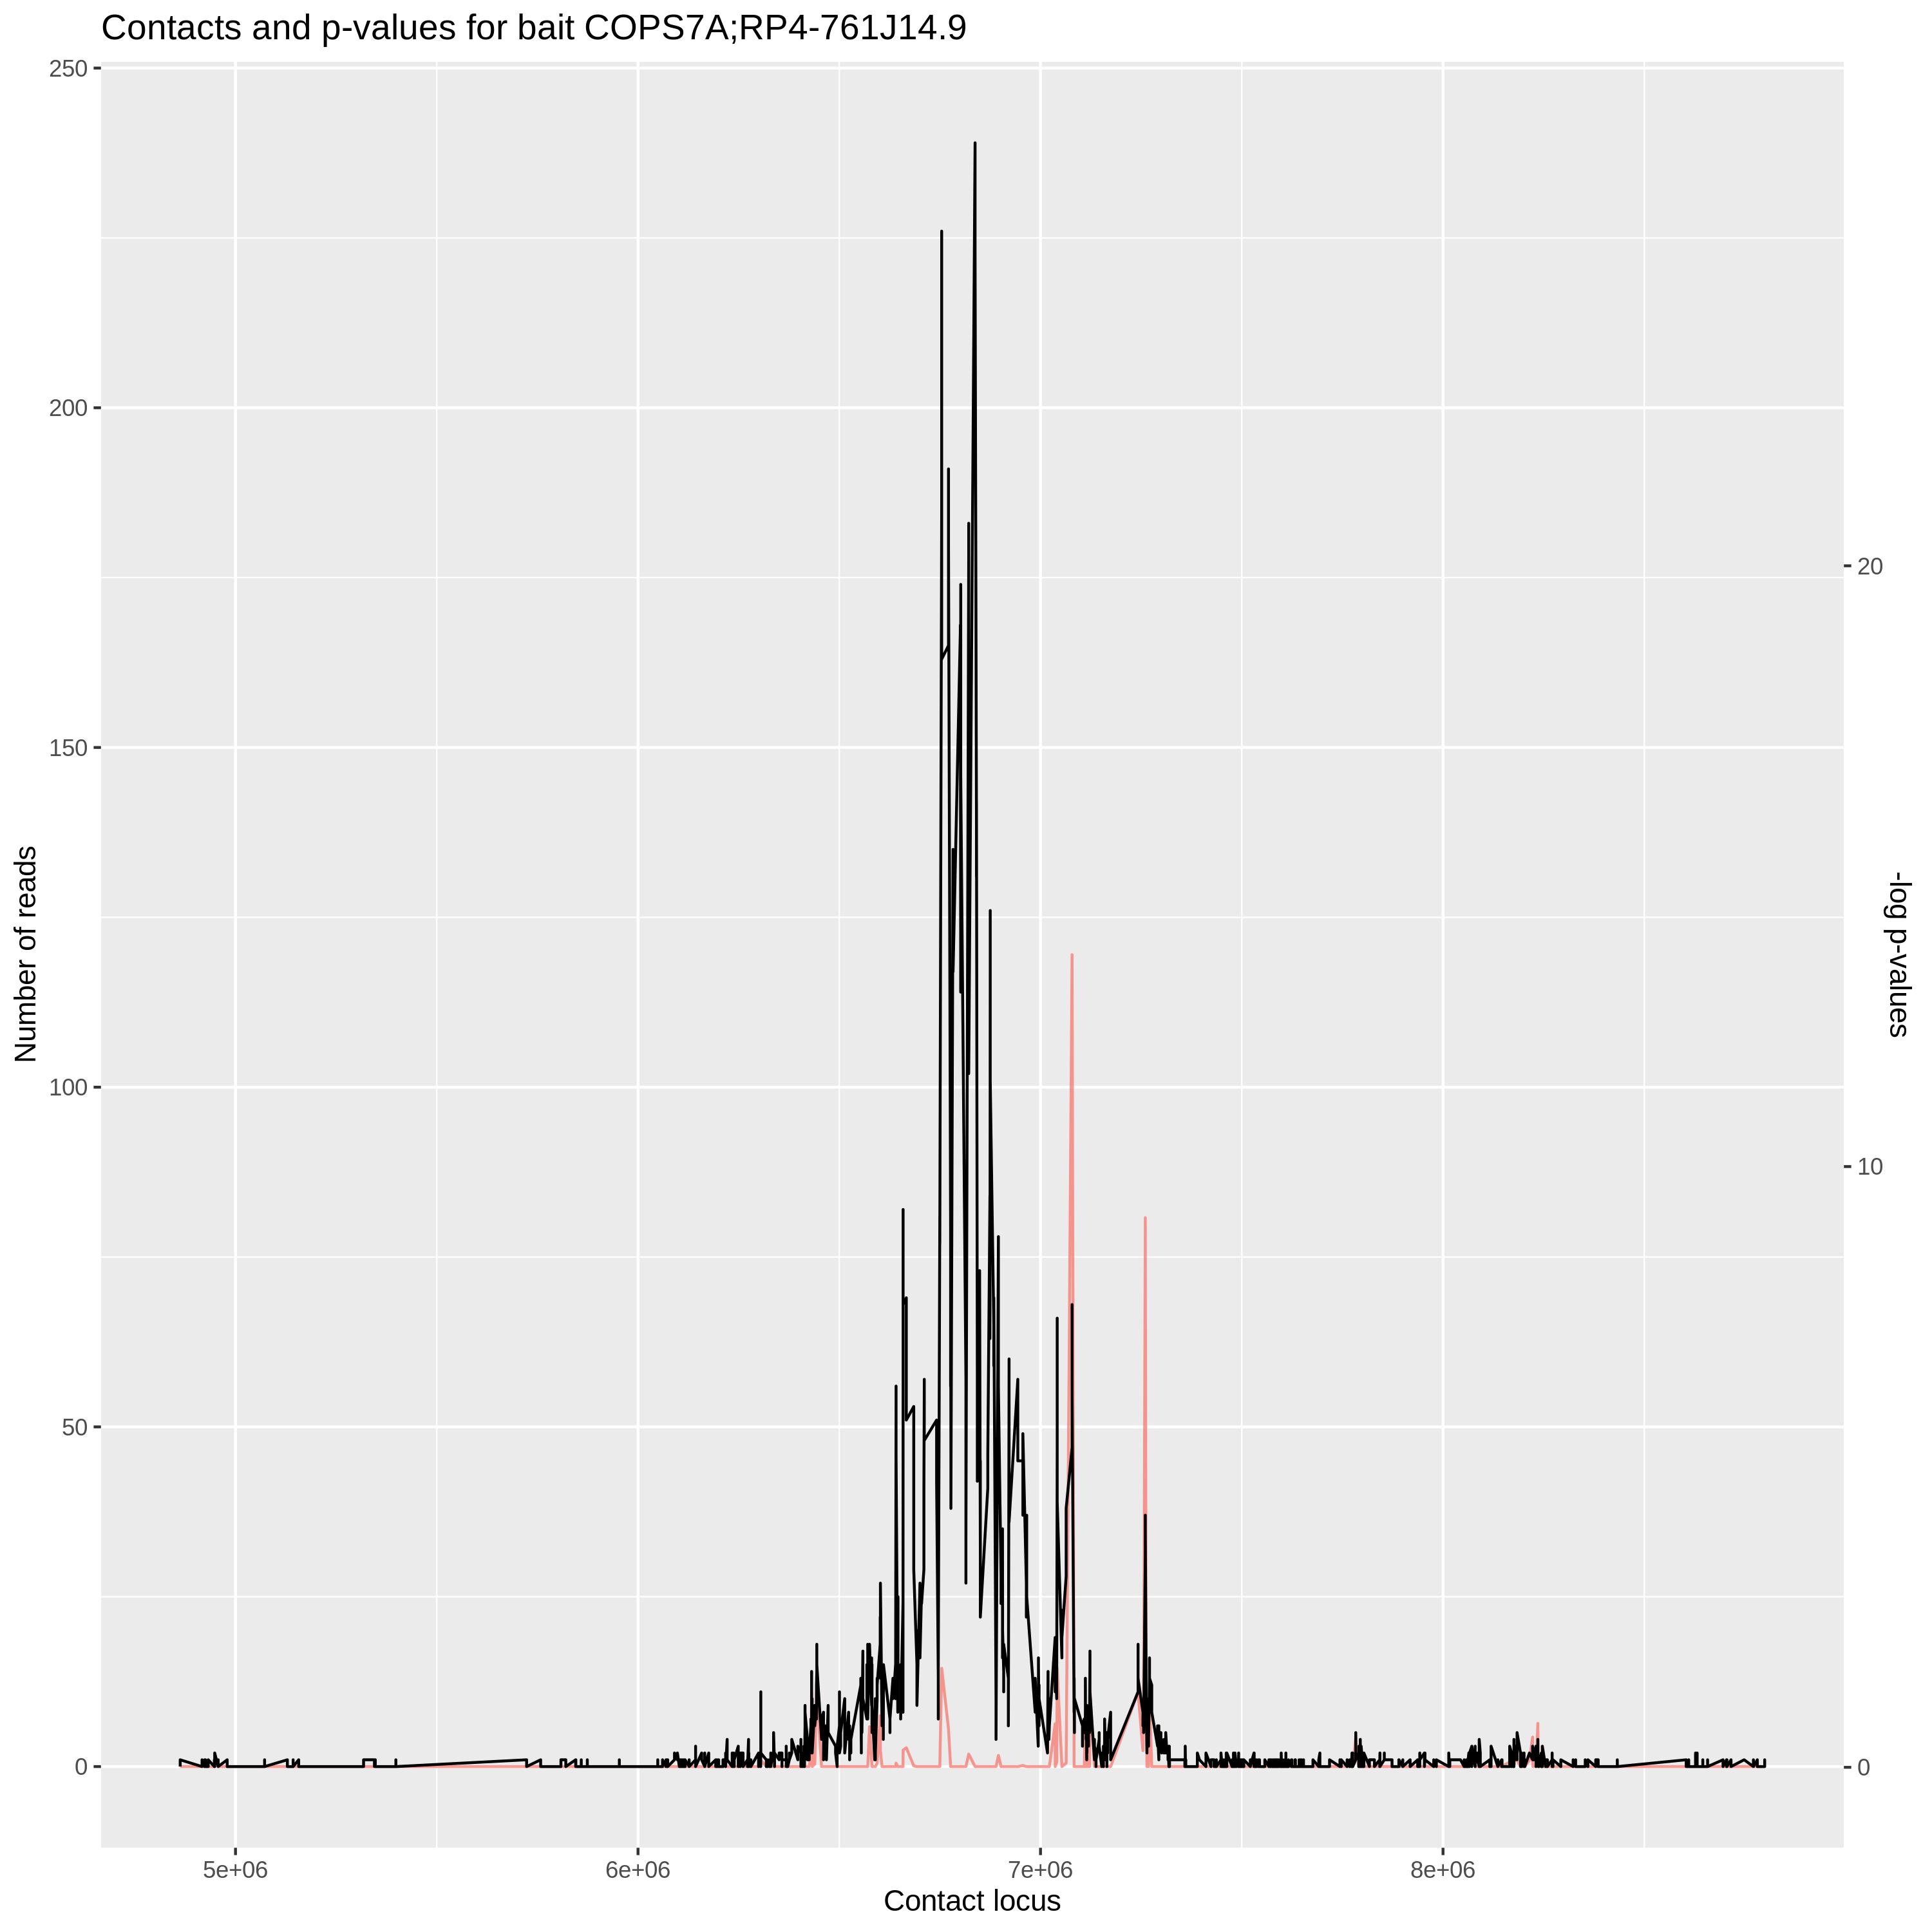 Contacts and p-values for bait COPS7A;RP4-761J14.9
250
200
150
100
50
0
Number of reads
20
10
0
-log p-values
5e+06
6e+06
7e+06
8e+06
Contact locus